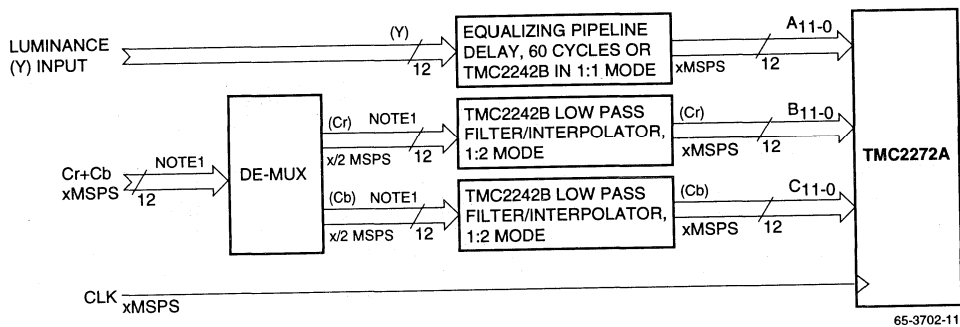 LUMINANCE
(Y) INPUT
(Y)
12
EQUALIZING PIPELINE
DELAY, 60 CYCLES OR
TMC2242B IN 1:1 MODE
A11-0
xMSPS
12
Cr+Cb
xMSPS
NOTE1
12
DE-MUX
(Cr)
NOTE1
x/2 MSPS
12
TMC2242B LOW PASS
FILTER/INTERPOLATOR,
1:2 MODE
(Cr)
B11-0
xMSPS
12
(Cb)
NOTE1
x/2 MSPS
12
TMC2242B LOW PASS
FILTER/INTERPOLATOR,
1:2 MODE
(Cb)
C11-0
xMSPS
12
TMC2272A
CLK
xMSPS
65-3702-11